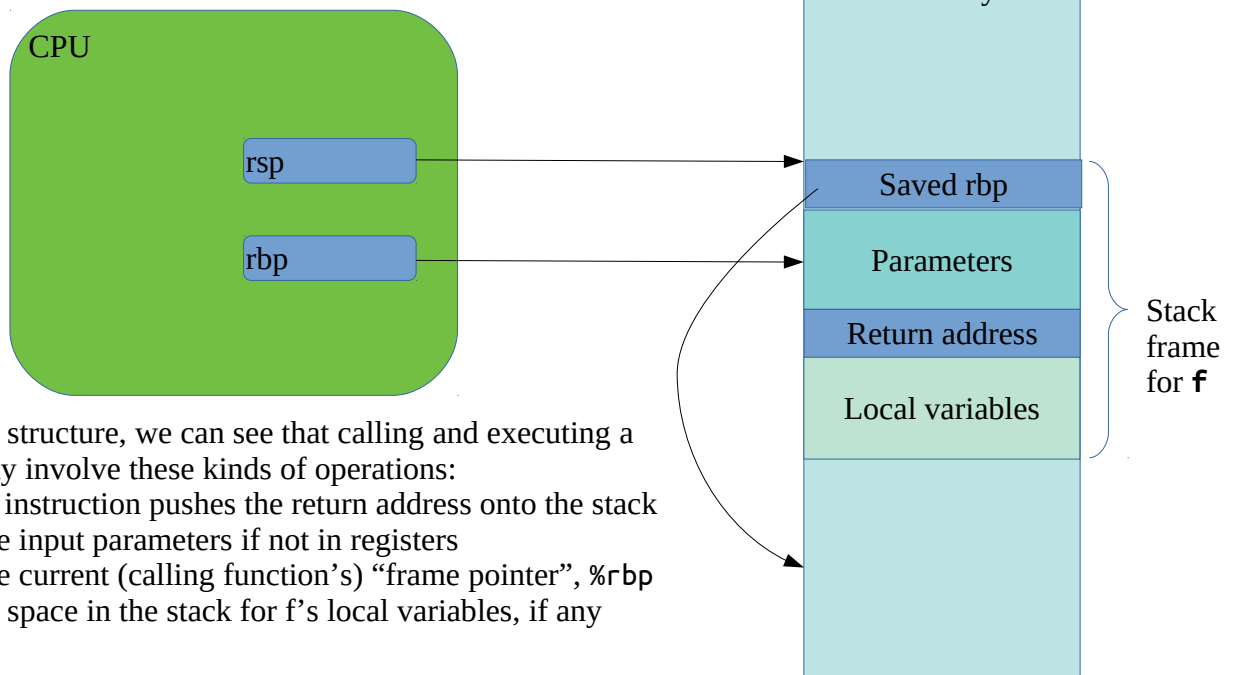 CPU
rsp
rbp
y
Saved rbp
Parameters
Return address
Local variables
Stack
frame
for f
structure, we can see that calling and executing a
y involve these kinds of operations:
instruction pushes the return address onto the stack
e input parameters if not in registers
e current (calling function’s) “frame pointer”, %rbp
space in the stack for f’s local variables, if any